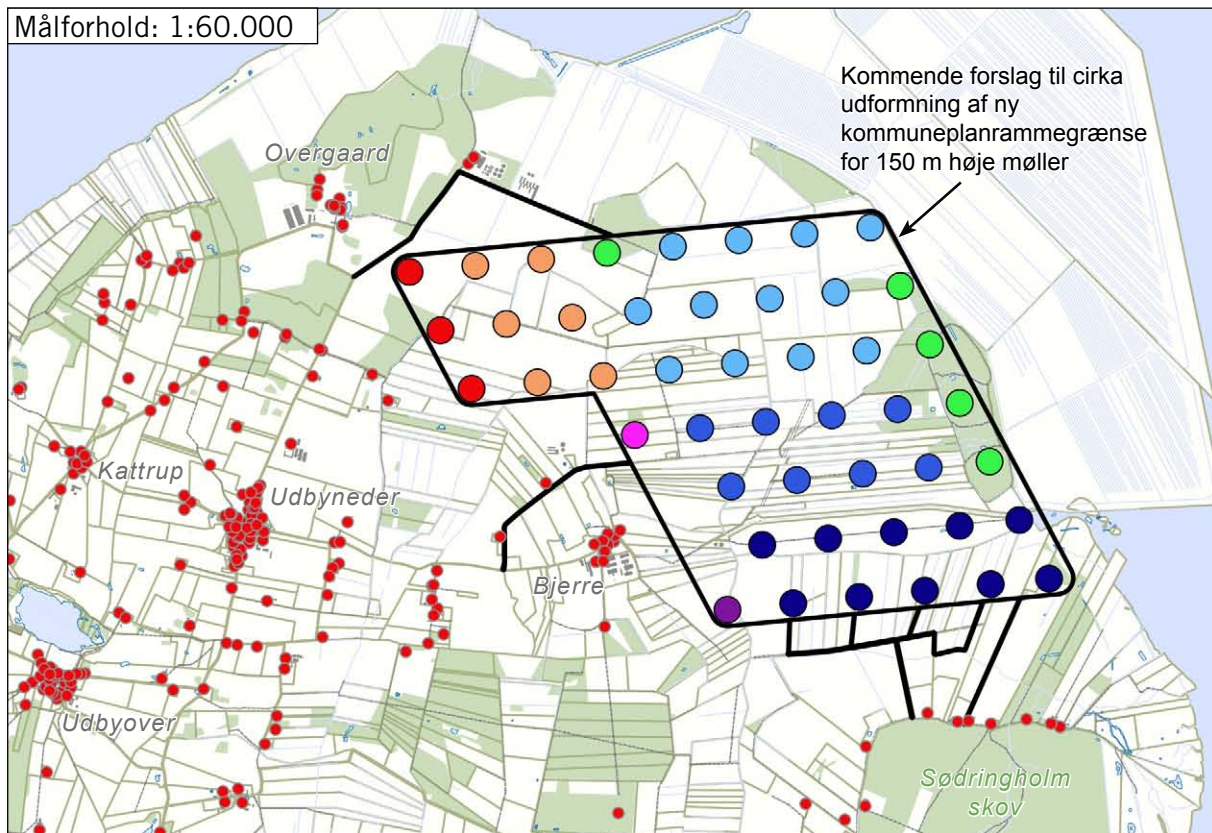 Målforhold: 1:60.000
Kommende forslag til cirka
udformning af ny
kommuneplanrammegrænse
for 150 m høje møller
Overgaard
Kattrup
Udbyneder
Bjerre
Udbyover
Sødringholm
skov